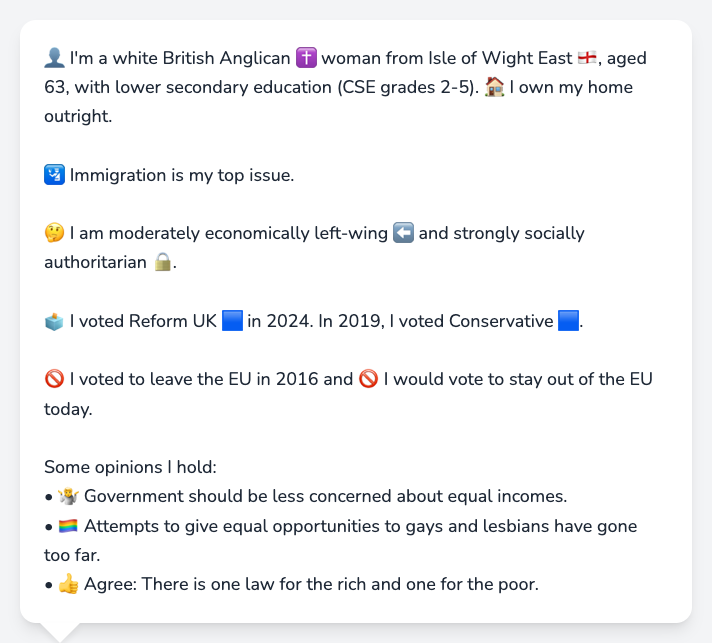 👤 I'm a white British Anglican ✝️ woman from Isle of Wight East 🏴󠁧󠁢󠁥󠁮󠁧󠁿, aged
63, with lower secondary education (CSE grades 2-5). 🏠 I own my home
outright.
🛂 Immigration is my top issue.
🤔 I am moderately economically left-wing ⬅️ and strongly socially
authoritarian 🔒.
🗳️ I voted Reform UK 🟦 in 2024. In 2019, I voted Conservative 🟦.
🚫 I voted to leave the EU in 2016 and 🚫 I would vote to stay out of the EU
today.
Some opinions I hold:
• 🤷 Government should be less concerned about equal incomes.
• 🏳️‍🌈 Attempts to give equal opportunities to gays and lesbians have gone
too far.
• 👍 Agree: There is one law for the rich and one for the poor.